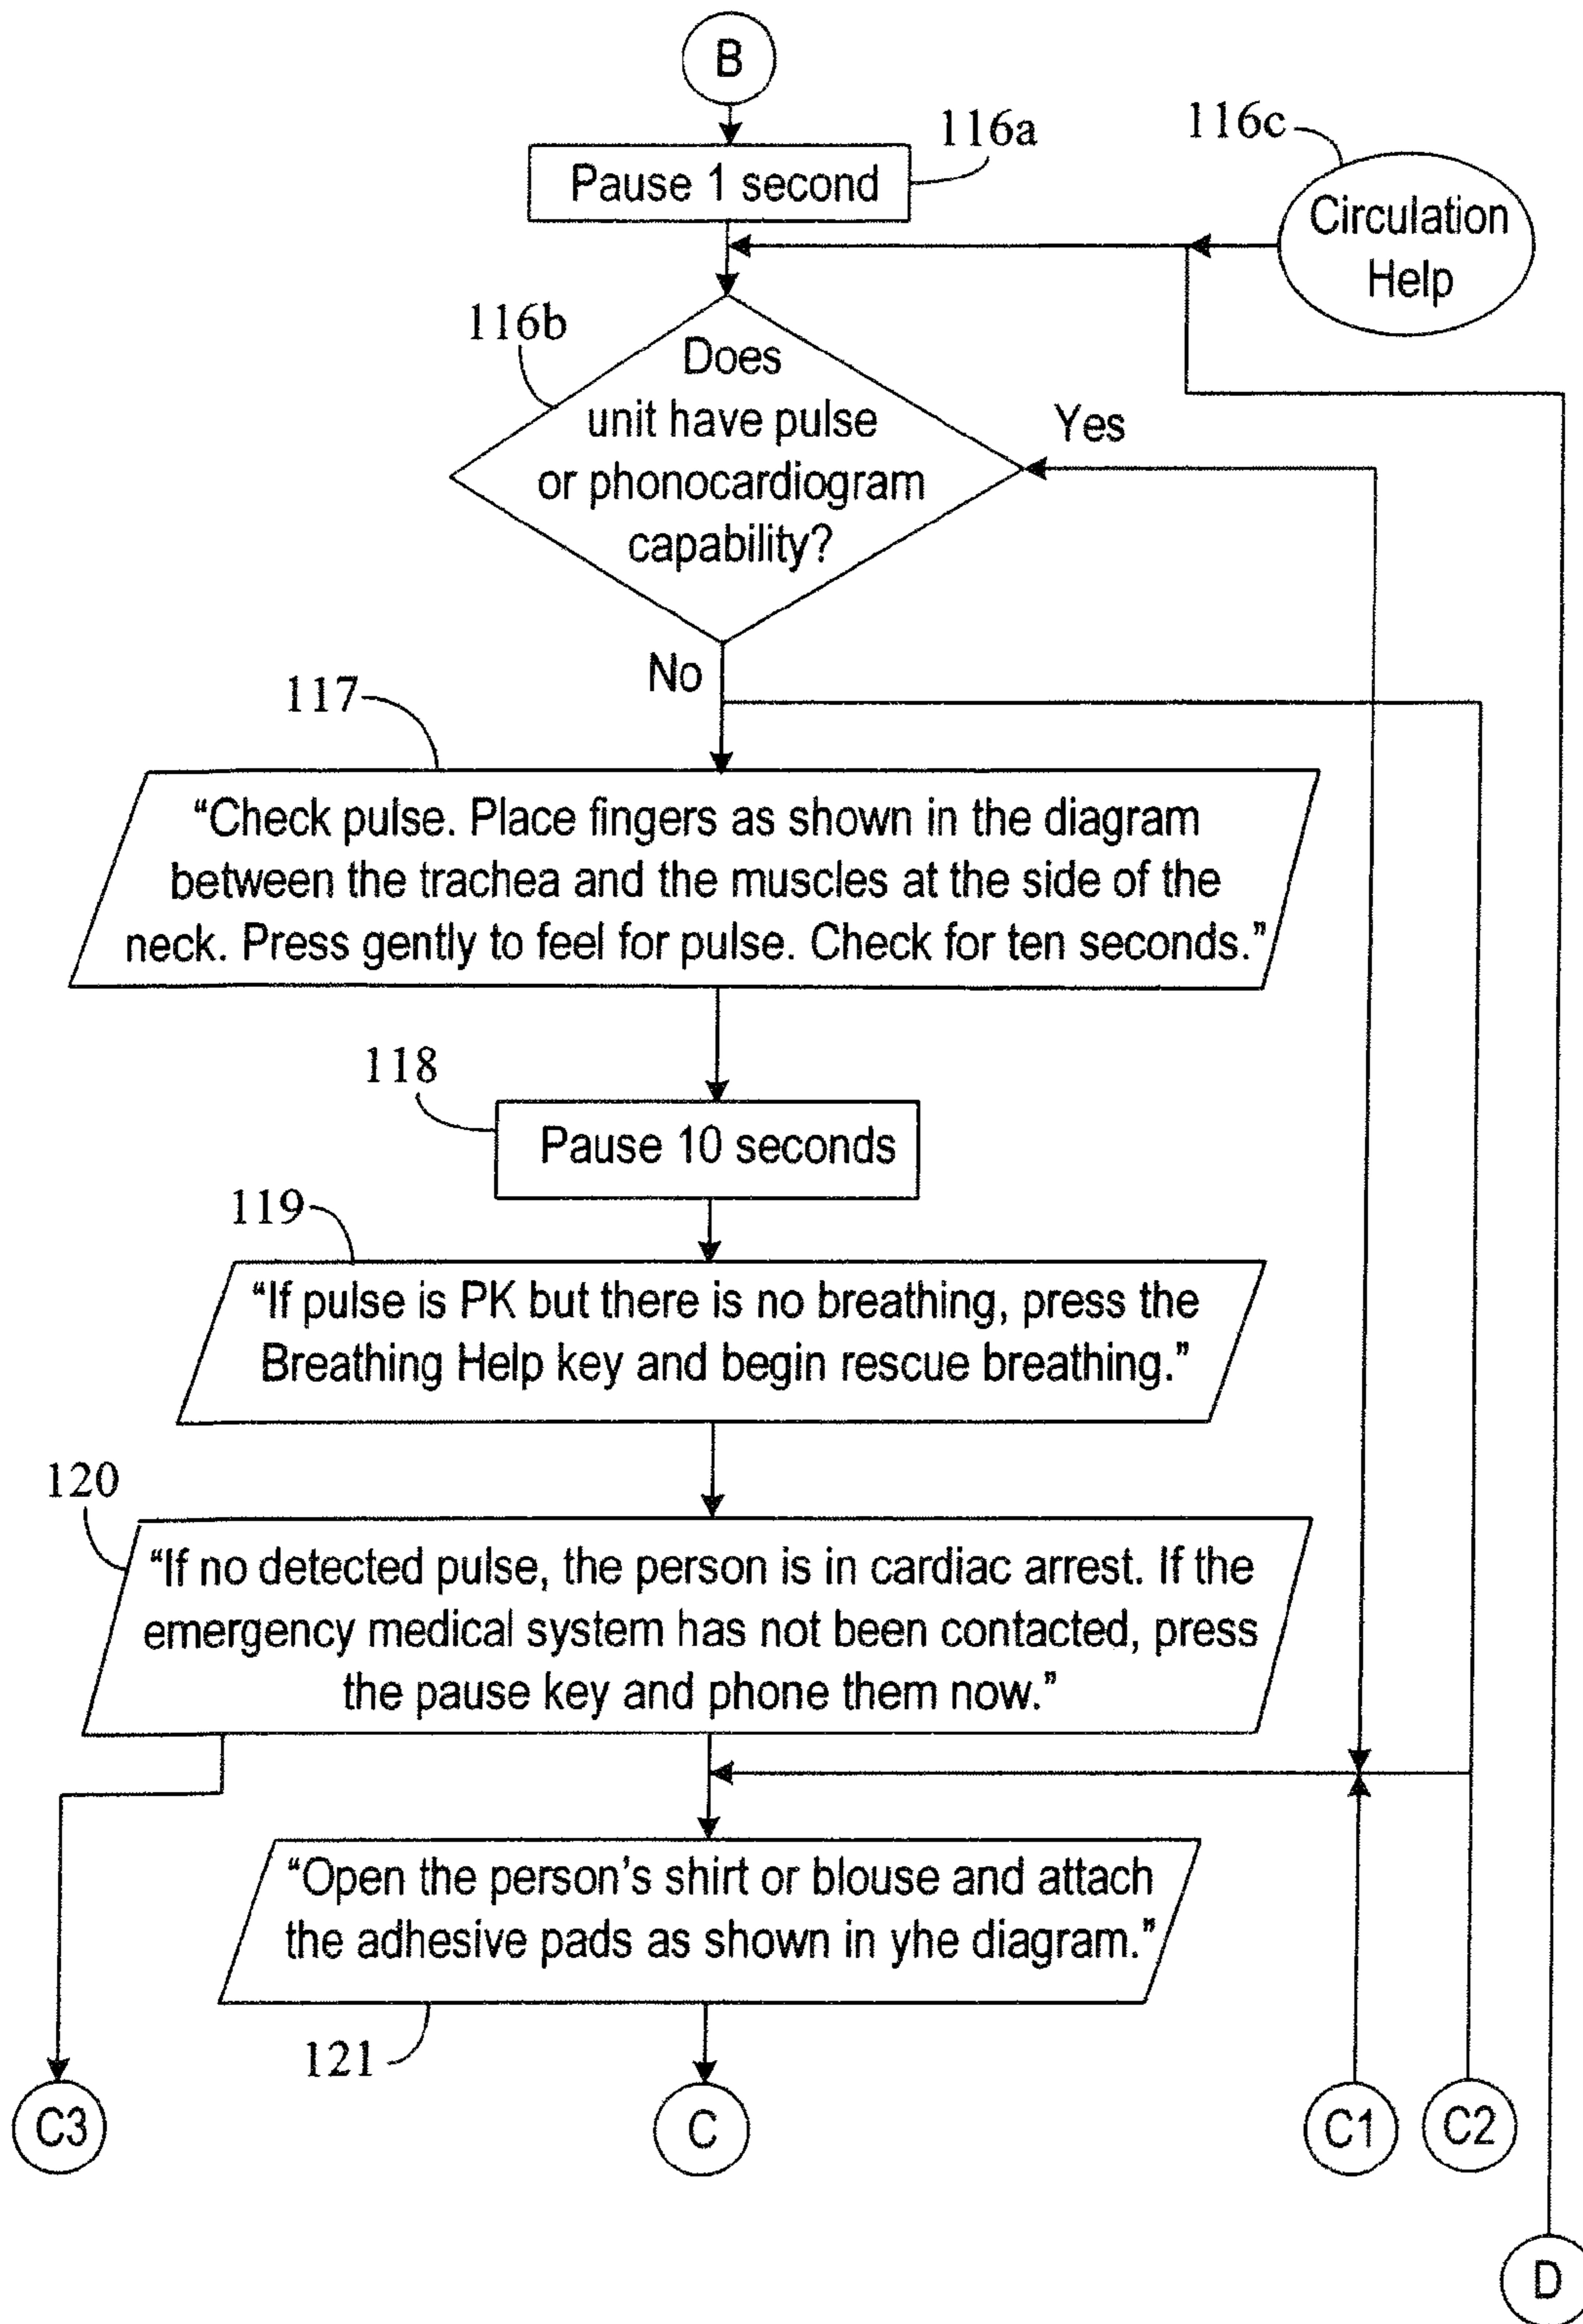 B
116a
Pause 1 second
116c
Circulation
Help
116b
Does
unit have pulse
or phonocardiogram
capability?
Yes
No
117
“Check pulse. Place fingers as shown in the diagram
between the trachea and the muscles at the side of the
neck. Press gently to feel for pulse. Check for ten seconds.”
118
Pause 10 seconds
119
“If pulse is PK but there is no breathing, press the
Breathing Help key and begin rescue breathing.”
120
“If no detected pulse, the person is in cardiac arrest. If the
emergency medical system has not been contacted, press
the pause key and phone them now.”
“Open the person’s shirt or blouse and attach
the adhesive pads as shown in yhe diagram.”
121
C3
C
C1
C2
D